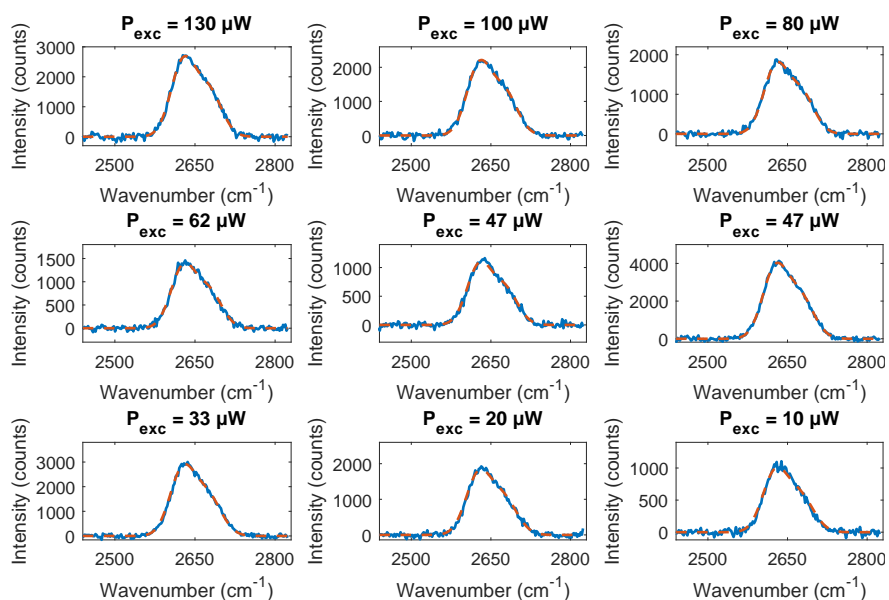 P_exc = 130 µW
P_exc = 100 µW
P_exc = 80 µW
Intensity (counts)
3000
2000
1000
0
2500
2650
2800
Wavenumber (cm^-1)
Intensity (counts)
2000
1000
0
2500
2650
2800
Wavenumber (cm^-1)
Intensity (counts)
2000
1000
0
2500
2650
2800
Wavenumber (cm^-1)
P_exc = 62 µW
P_exc = 47 µW
P_exc = 47 µW
Intensity (counts)
1500
1000
500
0
2500
2650
2800
Wavenumber (cm^-1)
Intensity (counts)
1000
500
0
2500
2650
2800
Wavenumber (cm^-1)
Intensity (counts)
4000
2000
0
2500
2650
2800
Wavenumber (cm^-1)
P_exc = 33 µW
P_exc = 20 µW
P_exc = 10 µW
Intensity (counts)
3000
2000
1000
0
2500
2650
2800
Wavenumber (cm^-1)
Intensity (counts)
2000
1000
0
2500
2650
2800
Wavenumber (cm^-1)
Intensity (counts)
1000
500
0
2500
2650
2800
Wavenumber (cm^-1)